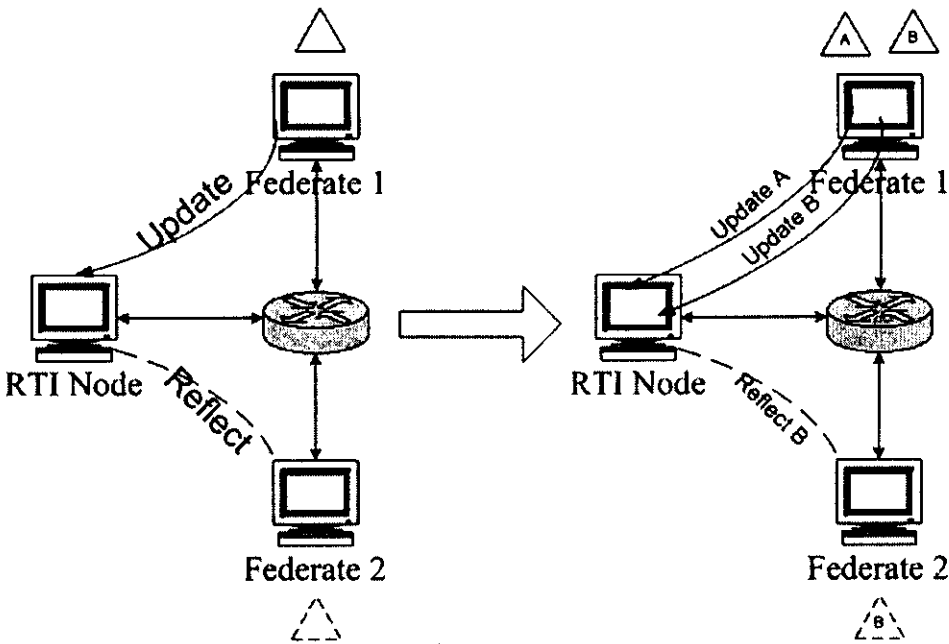 A
B
Federate 1
Update
RTI Node
Reflect
Federate 2
Federate 1
Update A
Update B
RTI Node
Reflect B
Federate 2
B